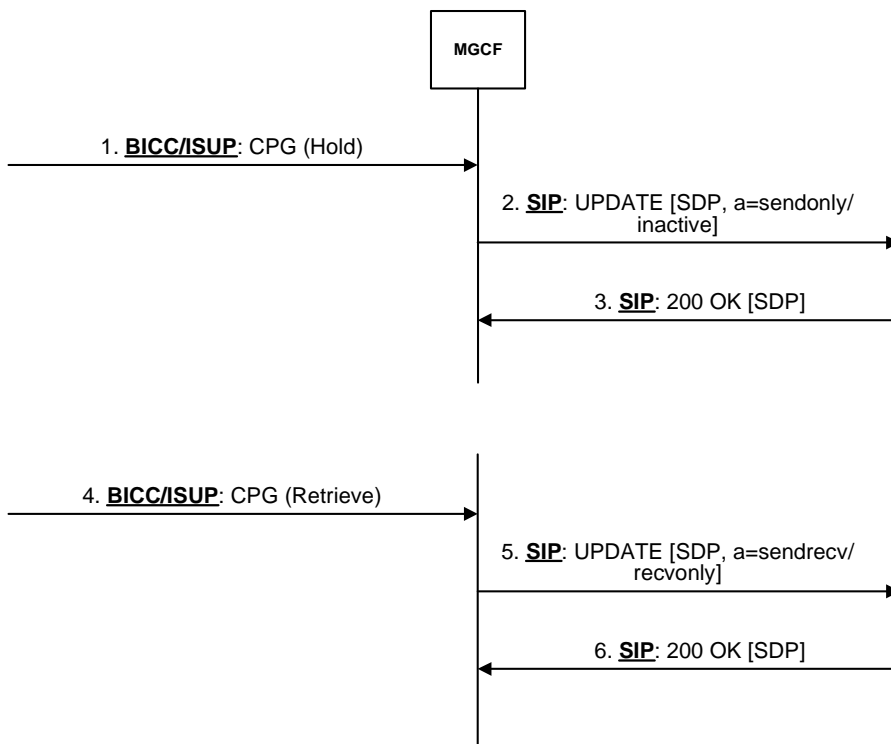 MGCF
1. BICC/ISUP: CPG (Hold)
2. SIP: UPDATE [SDP, a=sendonly/
inactive]
3. SIP: 200 OK [SDP]
4. BICC/ISUP: CPG (Retrieve)
5. SIP: UPDATE [SDP, a=sendrecv/
recvonly]
6. SIP: 200 OK [SDP]